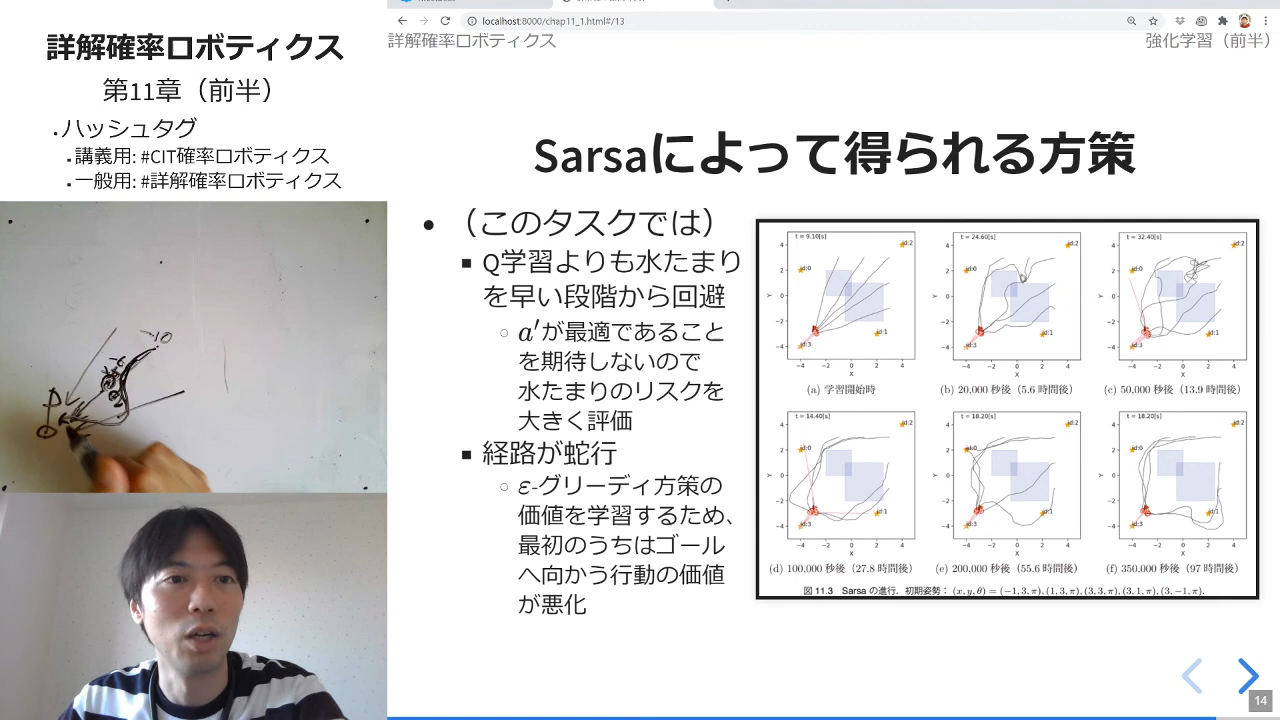 詳解確率ロボティクス
第11章（前半）
ハッシュタグ
講義用: #CIT確率ロボティクス
一般用: #詳解確率ロボティクス
localhost:8000/chap11_1.html#/13
詳解確率ロボティクス
強化学習（前半）
Sarsaによって得られる方策
（このタスクでは）
Q学習よりも水たまり
を早い段階から回避
a′が最適であること
を期待しないので
水たまりのリスクを
大きく評価
経路が蛇行
ε-グリーディ方策の
価値を学習するため、
最初のうちはゴール
へ向かう行動の価値
が悪化
t = 9.10[s]
t = 24.60[s]
t = 32.40[s]
(a) 学習開始時
(b) 20,000 秒後（5.6 時間後）
(c) 50,000 秒後（13.9 時間後）
t = 14.40[s]
t = 18.20[s]
t = 18.20[s]
(d) 100,000 秒後（27.8 時間後）
(e) 200,000 秒後（55.6 時間後）
(f) 350,000 秒後（97 時間後）
図 11.3 Sarsa の進行．初期姿勢：(x, y, θ) = (−1, 3, π), (1, 3, π), (3, 3, π), (3, 1, π), (3, −1, π).
14
-10